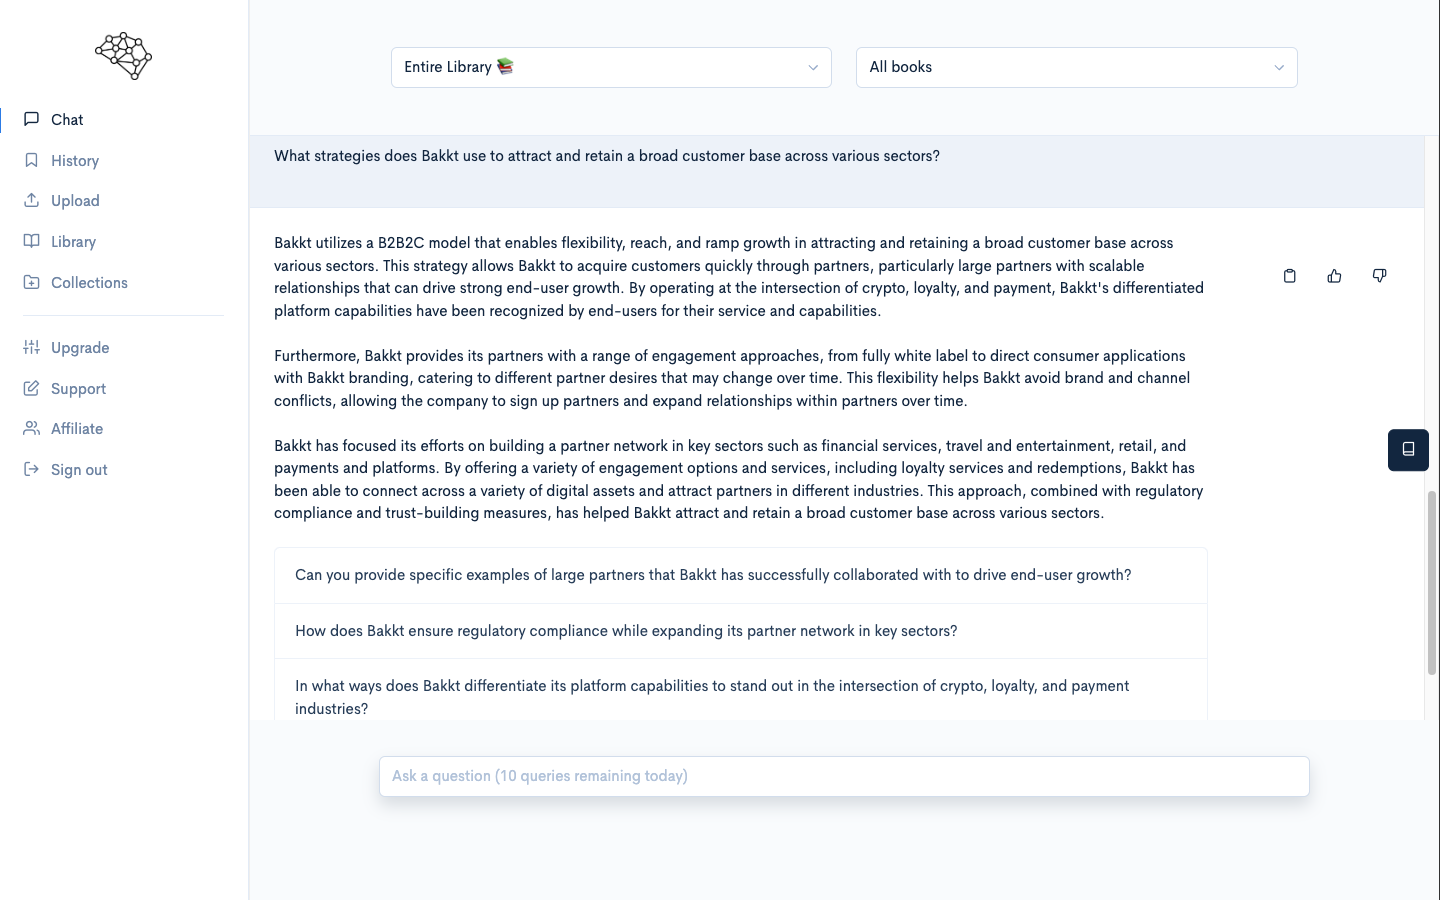 Entire Library 📚
All books
Chat
History
Upload
Library
Collections
Upgrade
Support
Affiliate
Sign out
What strategies does Bakkt use to attract and retain a broad customer base across various sectors?
Bakkt utilizes a B2B2C model that enables flexibility, reach, and ramp growth in attracting and retaining a broad customer base across
various sectors. This strategy allows Bakkt to acquire customers quickly through partners, particularly large partners with scalable
relationships that can drive strong end-user growth. By operating at the intersection of crypto, loyalty, and payment, Bakkt's differentiated
platform capabilities have been recognized by end-users for their service and capabilities.
Furthermore, Bakkt provides its partners with a range of engagement approaches, from fully white label to direct consumer applications
with Bakkt branding, catering to different partner desires that may change over time. This flexibility helps Bakkt avoid brand and channel
conflicts, allowing the company to sign up partners and expand relationships within partners over time.
Bakkt has focused its efforts on building a partner network in key sectors such as financial services, travel and entertainment, retail, and
payments and platforms. By offering a variety of engagement options and services, including loyalty services and redemptions, Bakkt has
been able to connect across a variety of digital assets and attract partners in different industries. This approach, combined with regulatory
compliance and trust-building measures, has helped Bakkt attract and retain a broad customer base across various sectors.
Can you provide specific examples of large partners that Bakkt has successfully collaborated with to drive end-user growth?
How does Bakkt ensure regulatory compliance while expanding its partner network in key sectors?
In what ways does Bakkt differentiate its platform capabilities to stand out in the intersection of crypto, loyalty, and payment
industries?
Ask a question (10 queries remaining today)